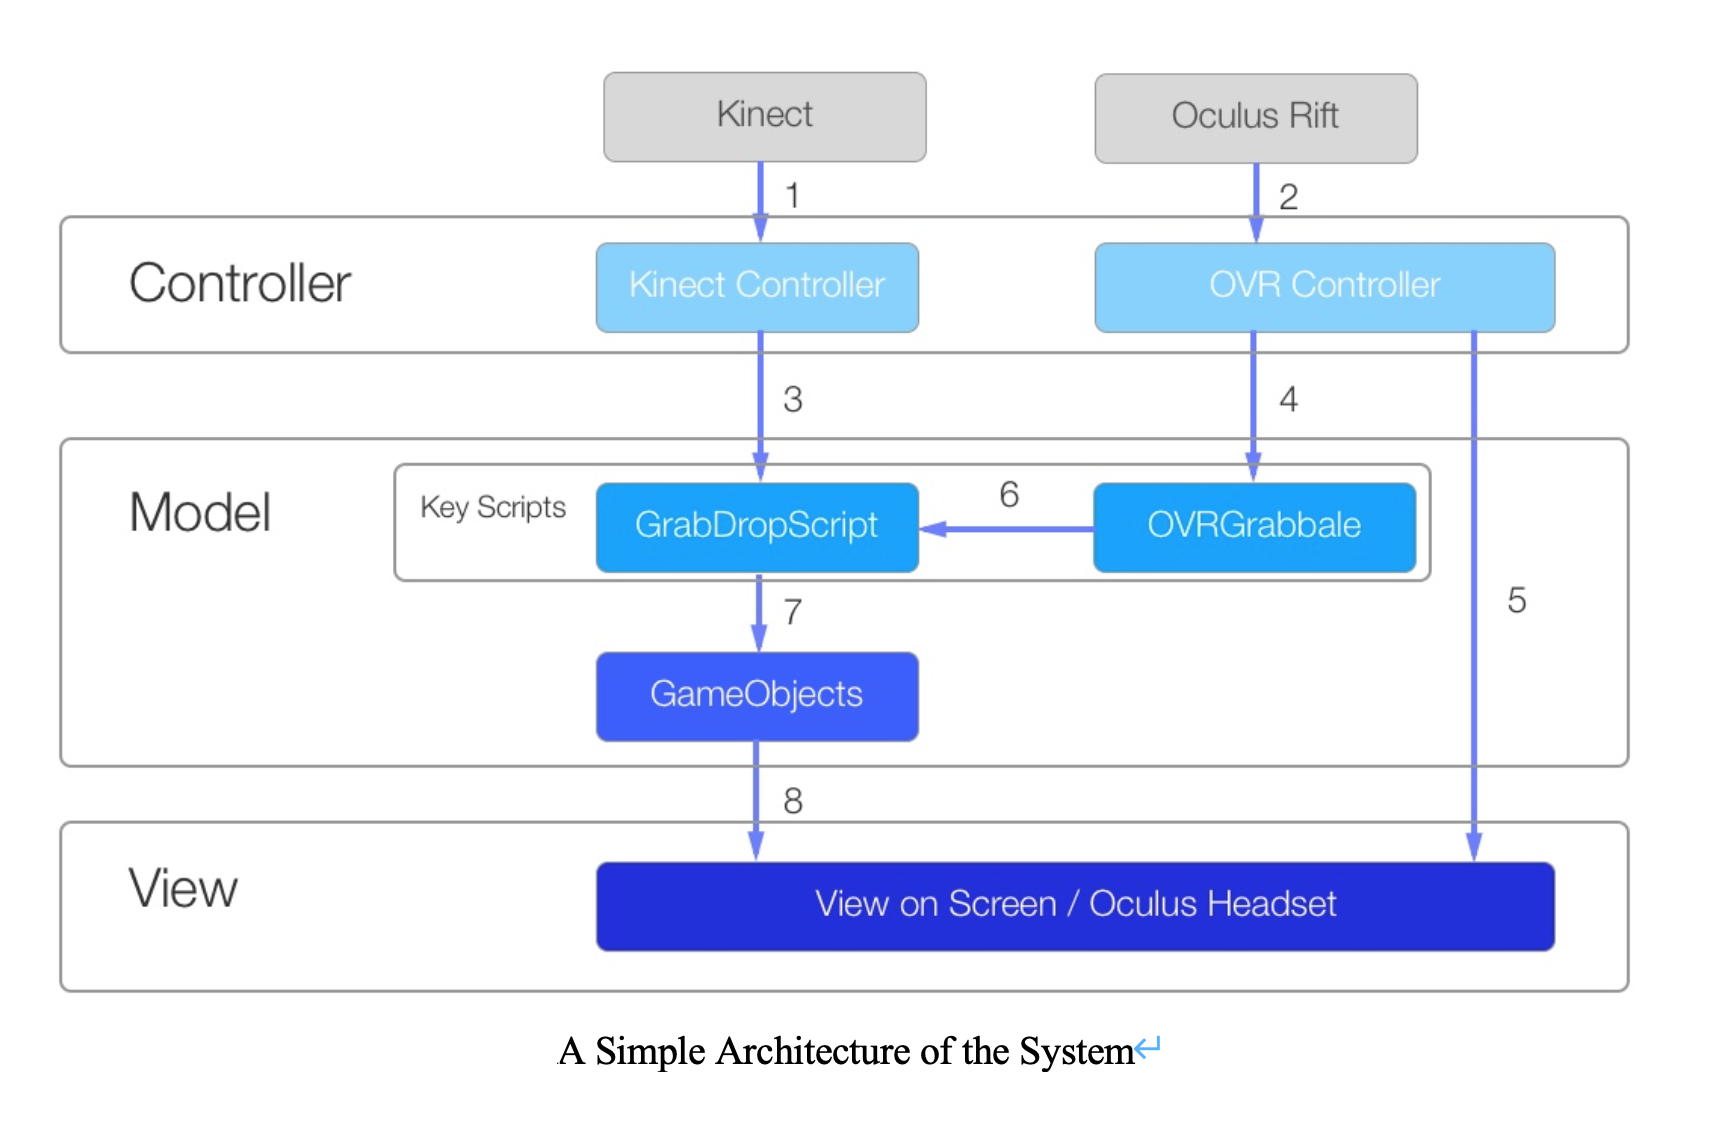 Kinect
Oculus Rift
1
2
Controller
Kinect Controller
OVR Controller
3
4
Model
Key Scripts
GrabDropScript
6
OVRGrabbale
5
7
GameObjects
8
View
View on Screen / Oculus Headset
A Simple Architecture of the System↵